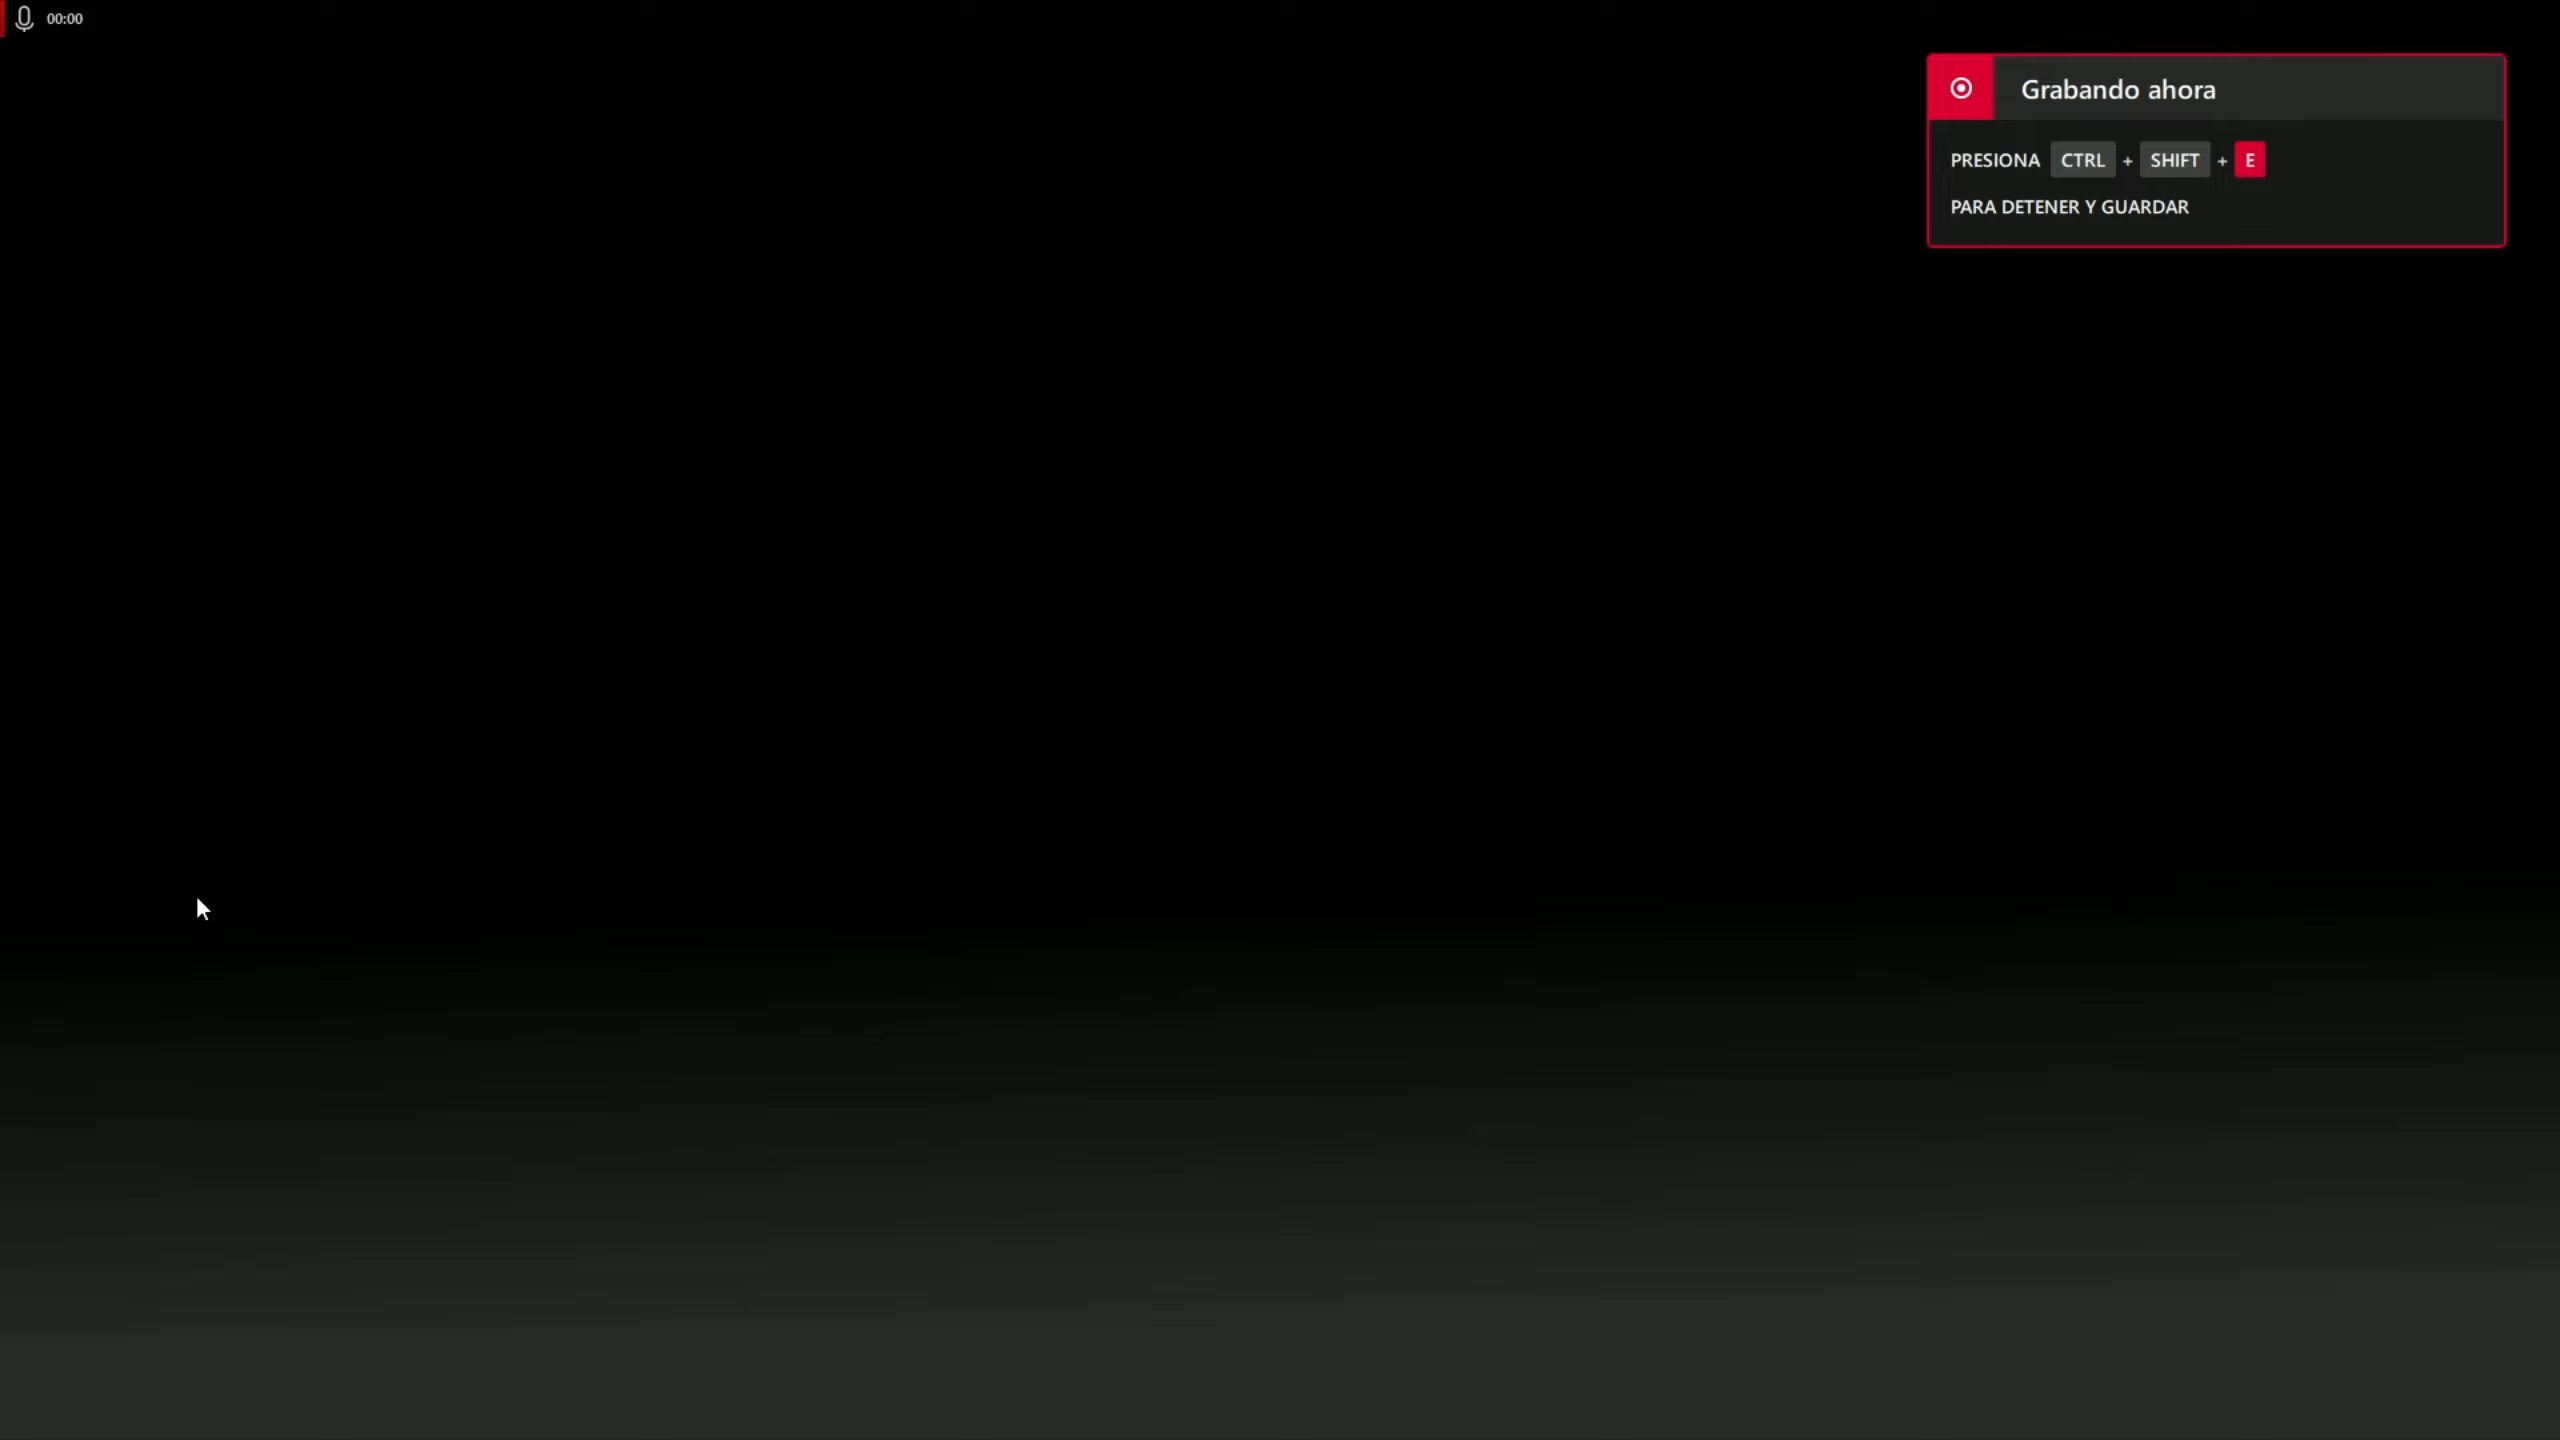 00:00
Grabando ahora
PRESIONA CTRL + SHIFT + E
PARA DETENER Y GUARDAR